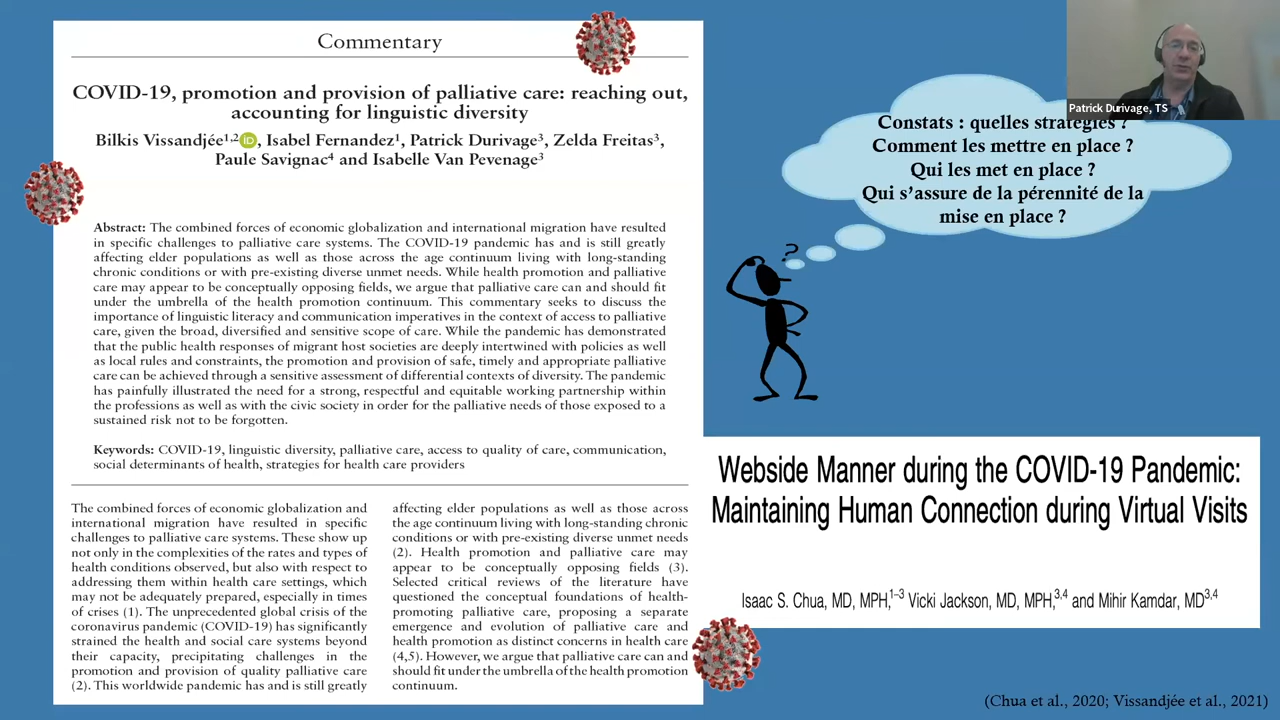 Commentary
COVID-19, promotion and provision of palliative care: reaching out,
accounting for linguistic diversity
Bilkis Vissandjée1,2 iD, Isabel Fernandez1, Patrick Durivage3, Zelda Freitas3,
Paule Savignac4 and Isabelle Van Pevenage3
Abstract: The combined forces of economic globalization and international migration have resulted
in specific challenges to palliative care systems. The COVID-19 pandemic has and is still greatly
affecting elder populations as well as those across the age continuum living with long-standing
chronic conditions or with pre-existing diverse unmet needs. While health promotion and palliative
care may appear to be conceptually opposing fields, we argue that palliative care can and should fit
under the umbrella of the health promotion continuum. This commentary seeks to discuss the
importance of linguistic literacy and communication imperatives in the context of access to palliative
care, given the broad, diversified and sensitive scope of care. While the pandemic has demonstrated
that the public health responses of migrant host societies are deeply intertwined with policies as well
as local rules and constraints, the promotion and provision of safe, timely and appropriate palliative
care can be achieved through a sensitive assessment of differential contexts of diversity. The pandemic
has painfully illustrated the need for a strong, respectful and equitable working partnership within
the professions as well as with the civic society in order for the palliative needs of those exposed to a
sustained risk not to be forgotten.
Keywords: COVID-19, linguistic diversity, palliative care, access to quality of care, communication,
social determinants of health, strategies for health care providers
The combined forces of economic globalization and
international migration have resulted in specific
challenges to palliative care systems. These show up
not only in the complexities of the rates and types of
health conditions observed, but also with respect to
addressing them within health care settings, which
may not be adequately prepared, especially in times
of crises (1). The unprecedented global crisis of the
coronavirus pandemic (COVID-19) has significantly
strained the health and social care systems beyond
their capacity, precipitating challenges in the
promotion and provision of quality palliative care
(2). This worldwide pandemic has and is still greatly
affecting elder populations as well as those across
the age continuum living with long-standing chronic
conditions or with pre-existing diverse unmet needs
(2). Health promotion and palliative care may
appear to be conceptually opposing fields (3).
Selected critical reviews of the literature have
questioned the conceptual foundations of health-
promoting palliative care, proposing a separate
emergence and evolution of palliative care and
health promotion as distinct concerns in health care
(4,5). However, we argue that palliative care can and
should fit under the umbrella of the health promotion
continuum.
Patrick Durivage, TS
Constats : quelles stratégies ?
Comment les mettre en place ?
Qui les met en place ?
Qui s'assure de la pérennité de la
mise en place ?
?
Webside Manner during the COVID-19 Pandemic:
Maintaining Human Connection during Virtual Visits
Isaac S. Chua, MD, MPH,1–3 Vicki Jackson, MD, MPH,3,4 and Mihir Kamdar, MD3,4
(Chua et al., 2020; Vissandjée et al., 2021)